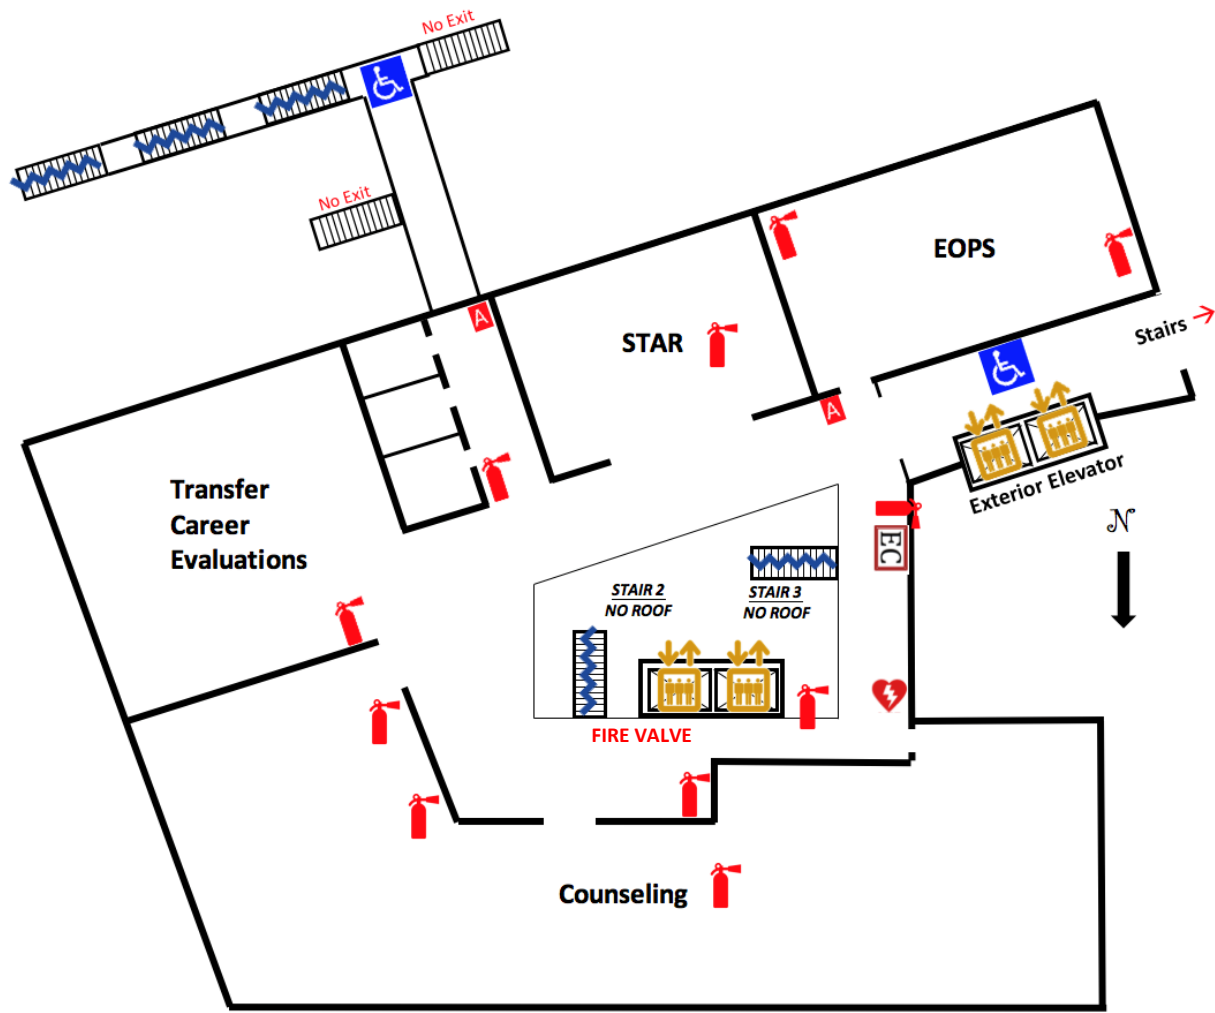 No Exit
No Exit
EOPS
STAR
A
A
Stairs
Exterior Elevator
N
Transfer
Career
Evaluations
EC
STAIR 2
NO ROOF
STAIR 3
NO ROOF
FIRE VALVE
Counseling